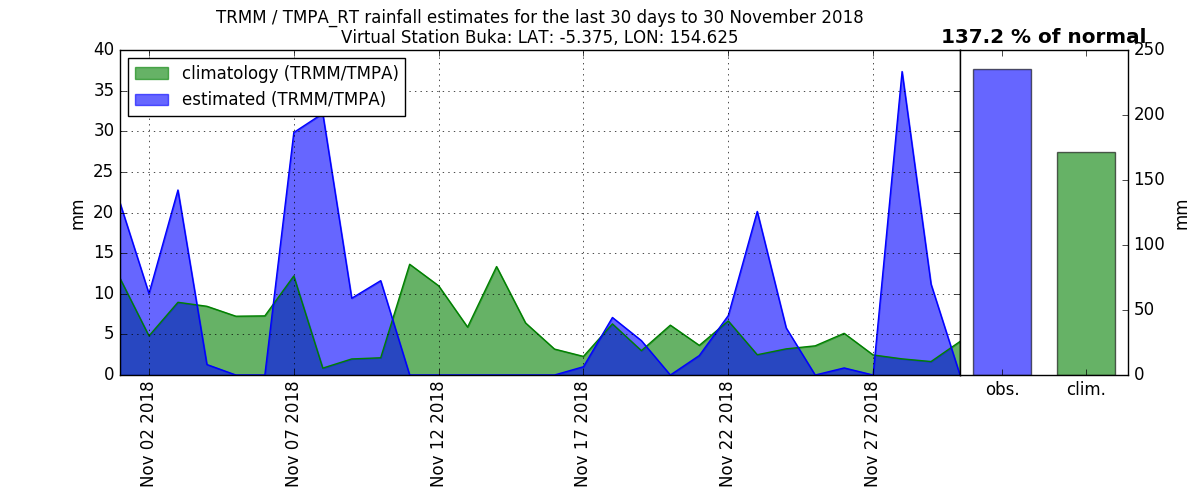 TRMM / TMPA_RT rainfall estimates for the last 30 days to 30 November 2018
Virtual Station Buka: LAT: -5.375, LON: 154.625
137.2 % of normal
climatology (TRMM/TMPA)
estimated (TRMM/TMPA)
40
35
30
25
20
15
10
5
0
mm
Nov 02 2018
Nov 07 2018
Nov 12 2018
Nov 17 2018
Nov 22 2018
Nov 27 2018
250
200
150
100
50
0
mm
obs.
clim.